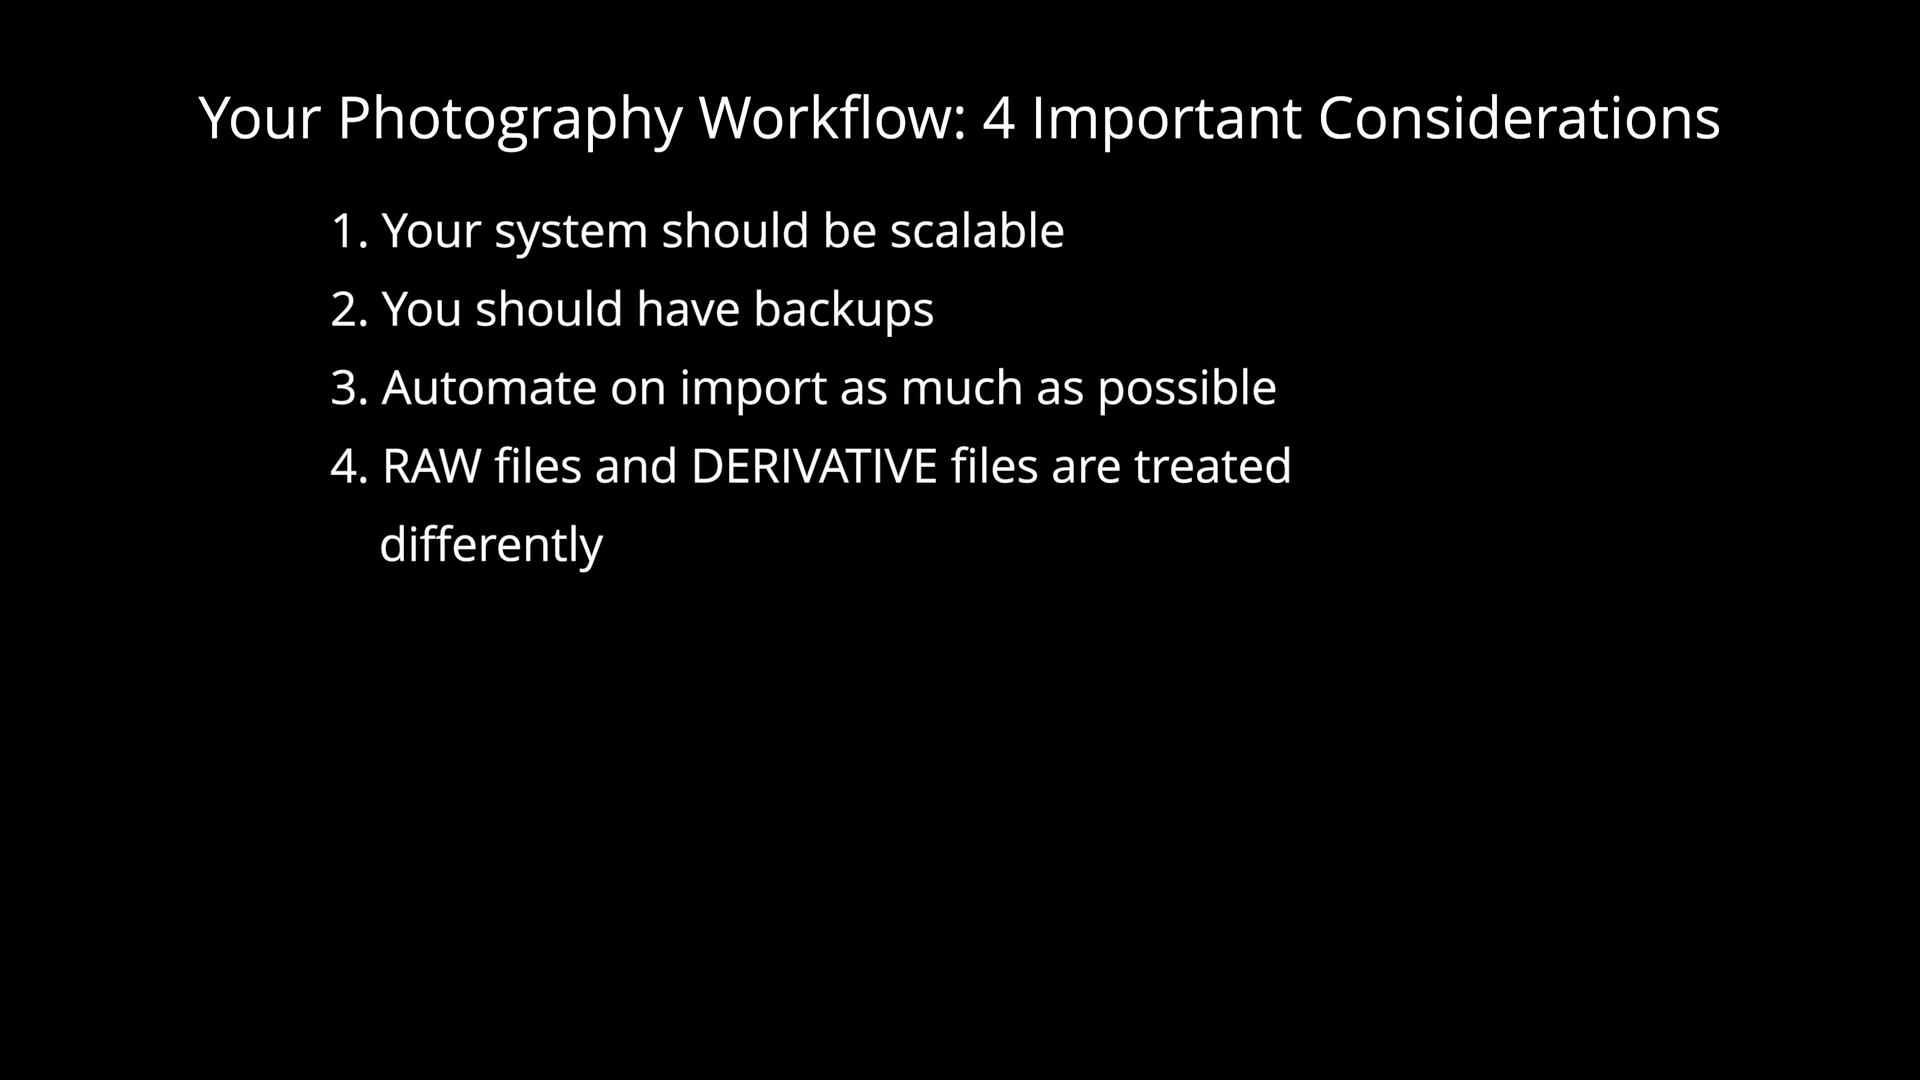 Your Photography Workflow: 4 Important Considerations
1. Your system should be scalable
2. You should have backups
3. Automate on import as much as possible
4. RAW files and DERIVATIVE files are treated
differently